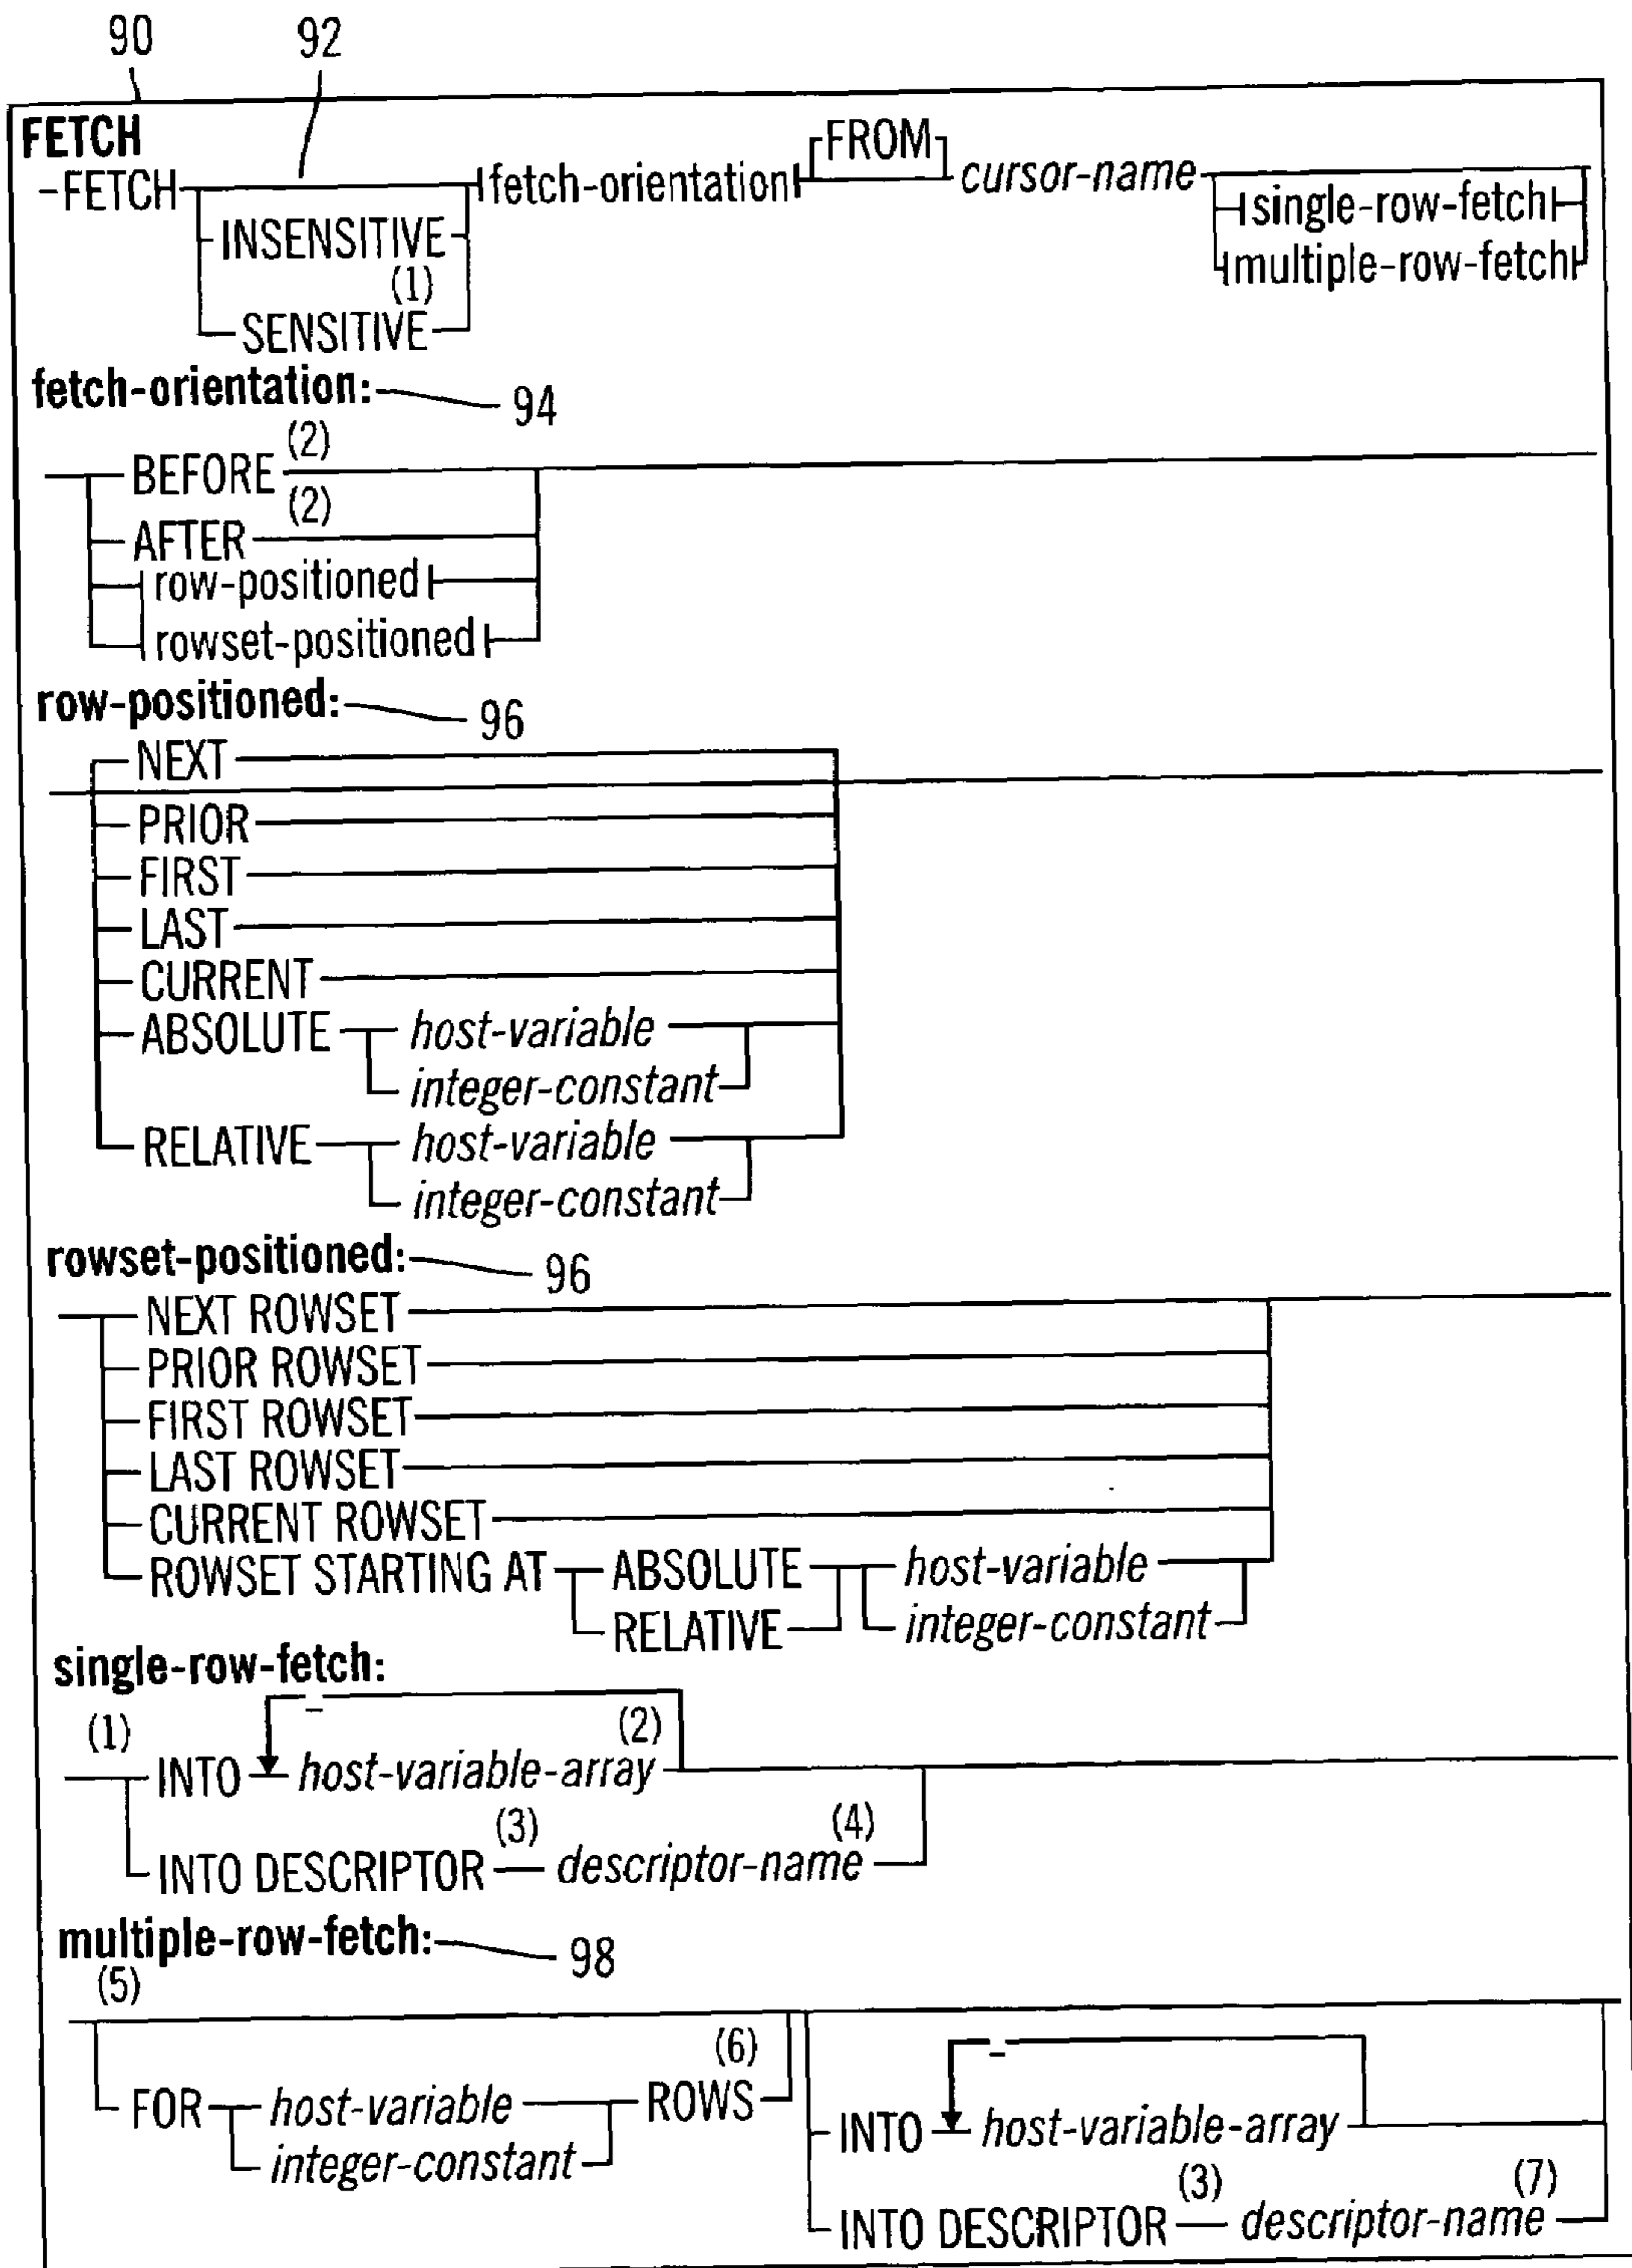 90 92
FETCH
FETCH fetch-orientation FROM cursor-name single-row-fetch
INSENSITIVE multiple-row-fetch
(1)
SENSITIVE
fetch-orientation: 94
(2)
BEFORE
(2)
AFTER
row-positioned
rowset-positioned
row-positioned: 96
NEXT
PRIOR
FIRST
LAST
CURRENT
ABSOLUTE host-variable
integer-constant
RELATIVE host-variable
integer-constant
rowset-positioned: 96
NEXT ROWSET
PRIOR ROWSET
FIRST ROWSET
LAST ROWSET
CURRENT ROWSET
ROWSET STARTING AT ABSOLUTE host-variable
RELATIVE integer-constant
single-row-fetch:
(1) (2)
INTO host-variable-array
(3) (4)
INTO DESCRIPTOR descriptor-name
multiple-row-fetch: 98
(5)
(6)
FOR host-variable ROWS
integer-constant
INTO host-variable-array
(3) (7)
INTO DESCRIPTOR descriptor-name